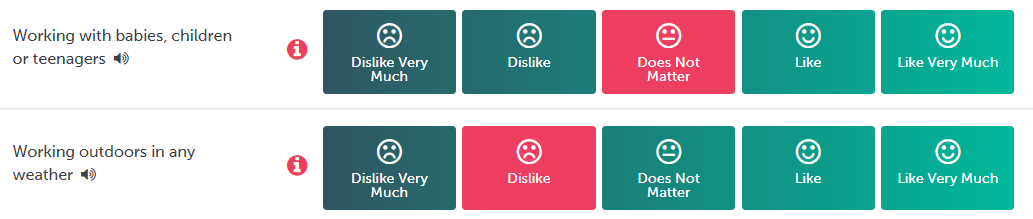 Working with babies, children
or teenagers
Dislike Very
Much
Dislike
Does Not
Matter
Like
Like Very Much
Working outdoors in any
weather
Dislike Very
Much
Dislike
Does Not
Matter
Like
Like Very Much